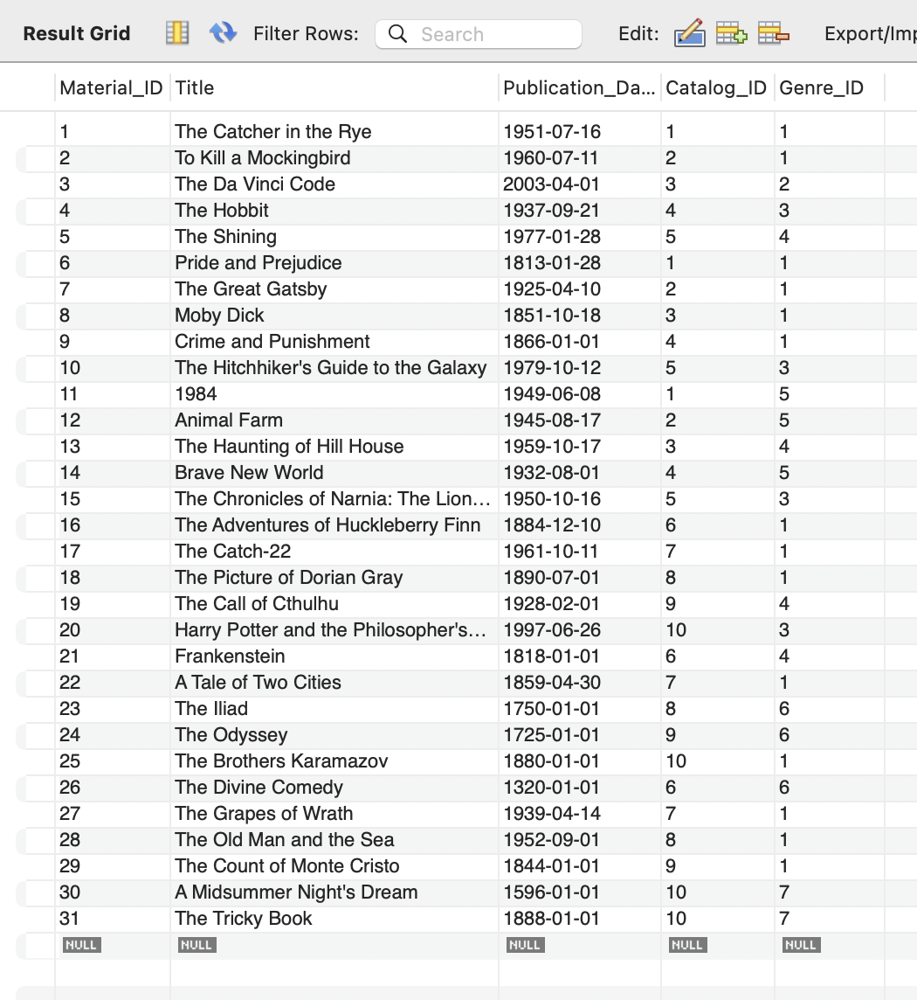 Result Grid Filter Rows: Search Edit: Export/Imp
Material_ID Title Publication_Da... Catalog_ID Genre_ID
1 The Catcher in the Rye 1951-07-16 1 1
2 To Kill a Mockingbird 1960-07-11 2 1
3 The Da Vinci Code 2003-04-01 3 2
4 The Hobbit 1937-09-21 4 3
5 The Shining 1977-01-28 5 4
6 Pride and Prejudice 1813-01-28 1 1
7 The Great Gatsby 1925-04-10 2 1
8 Moby Dick 1851-10-18 3 1
9 Crime and Punishment 1866-01-01 4 1
10 The Hitchhiker's Guide to the Galaxy 1979-10-12 5 3
11 1984 1949-06-08 1 5
12 Animal Farm 1945-08-17 2 5
13 The Haunting of Hill House 1959-10-17 3 4
14 Brave New World 1932-08-01 4 5
15 The Chronicles of Narnia: The Lion... 1950-10-16 5 3
16 The Adventures of Huckleberry Finn 1884-12-10 6 1
17 The Catch-22 1961-10-11 7 1
18 The Picture of Dorian Gray 1890-07-01 8 1
19 The Call of Cthulhu 1928-02-01 9 4
20 Harry Potter and the Philosopher's... 1997-06-26 10 3
21 Frankenstein 1818-01-01 6 4
22 A Tale of Two Cities 1859-04-30 7 1
23 The Iliad 1750-01-01 8 6
24 The Odyssey 1725-01-01 9 6
25 The Brothers Karamazov 1880-01-01 10 1
26 The Divine Comedy 1320-01-01 6 6
27 The Grapes of Wrath 1939-04-14 7 1
28 The Old Man and the Sea 1952-09-01 8 1
29 The Count of Monte Cristo 1844-01-01 9 1
30 A Midsummer Night's Dream 1596-01-01 10 7
31 The Tricky Book 1888-01-01 10 7
NULL NULL NULL NULL NULL